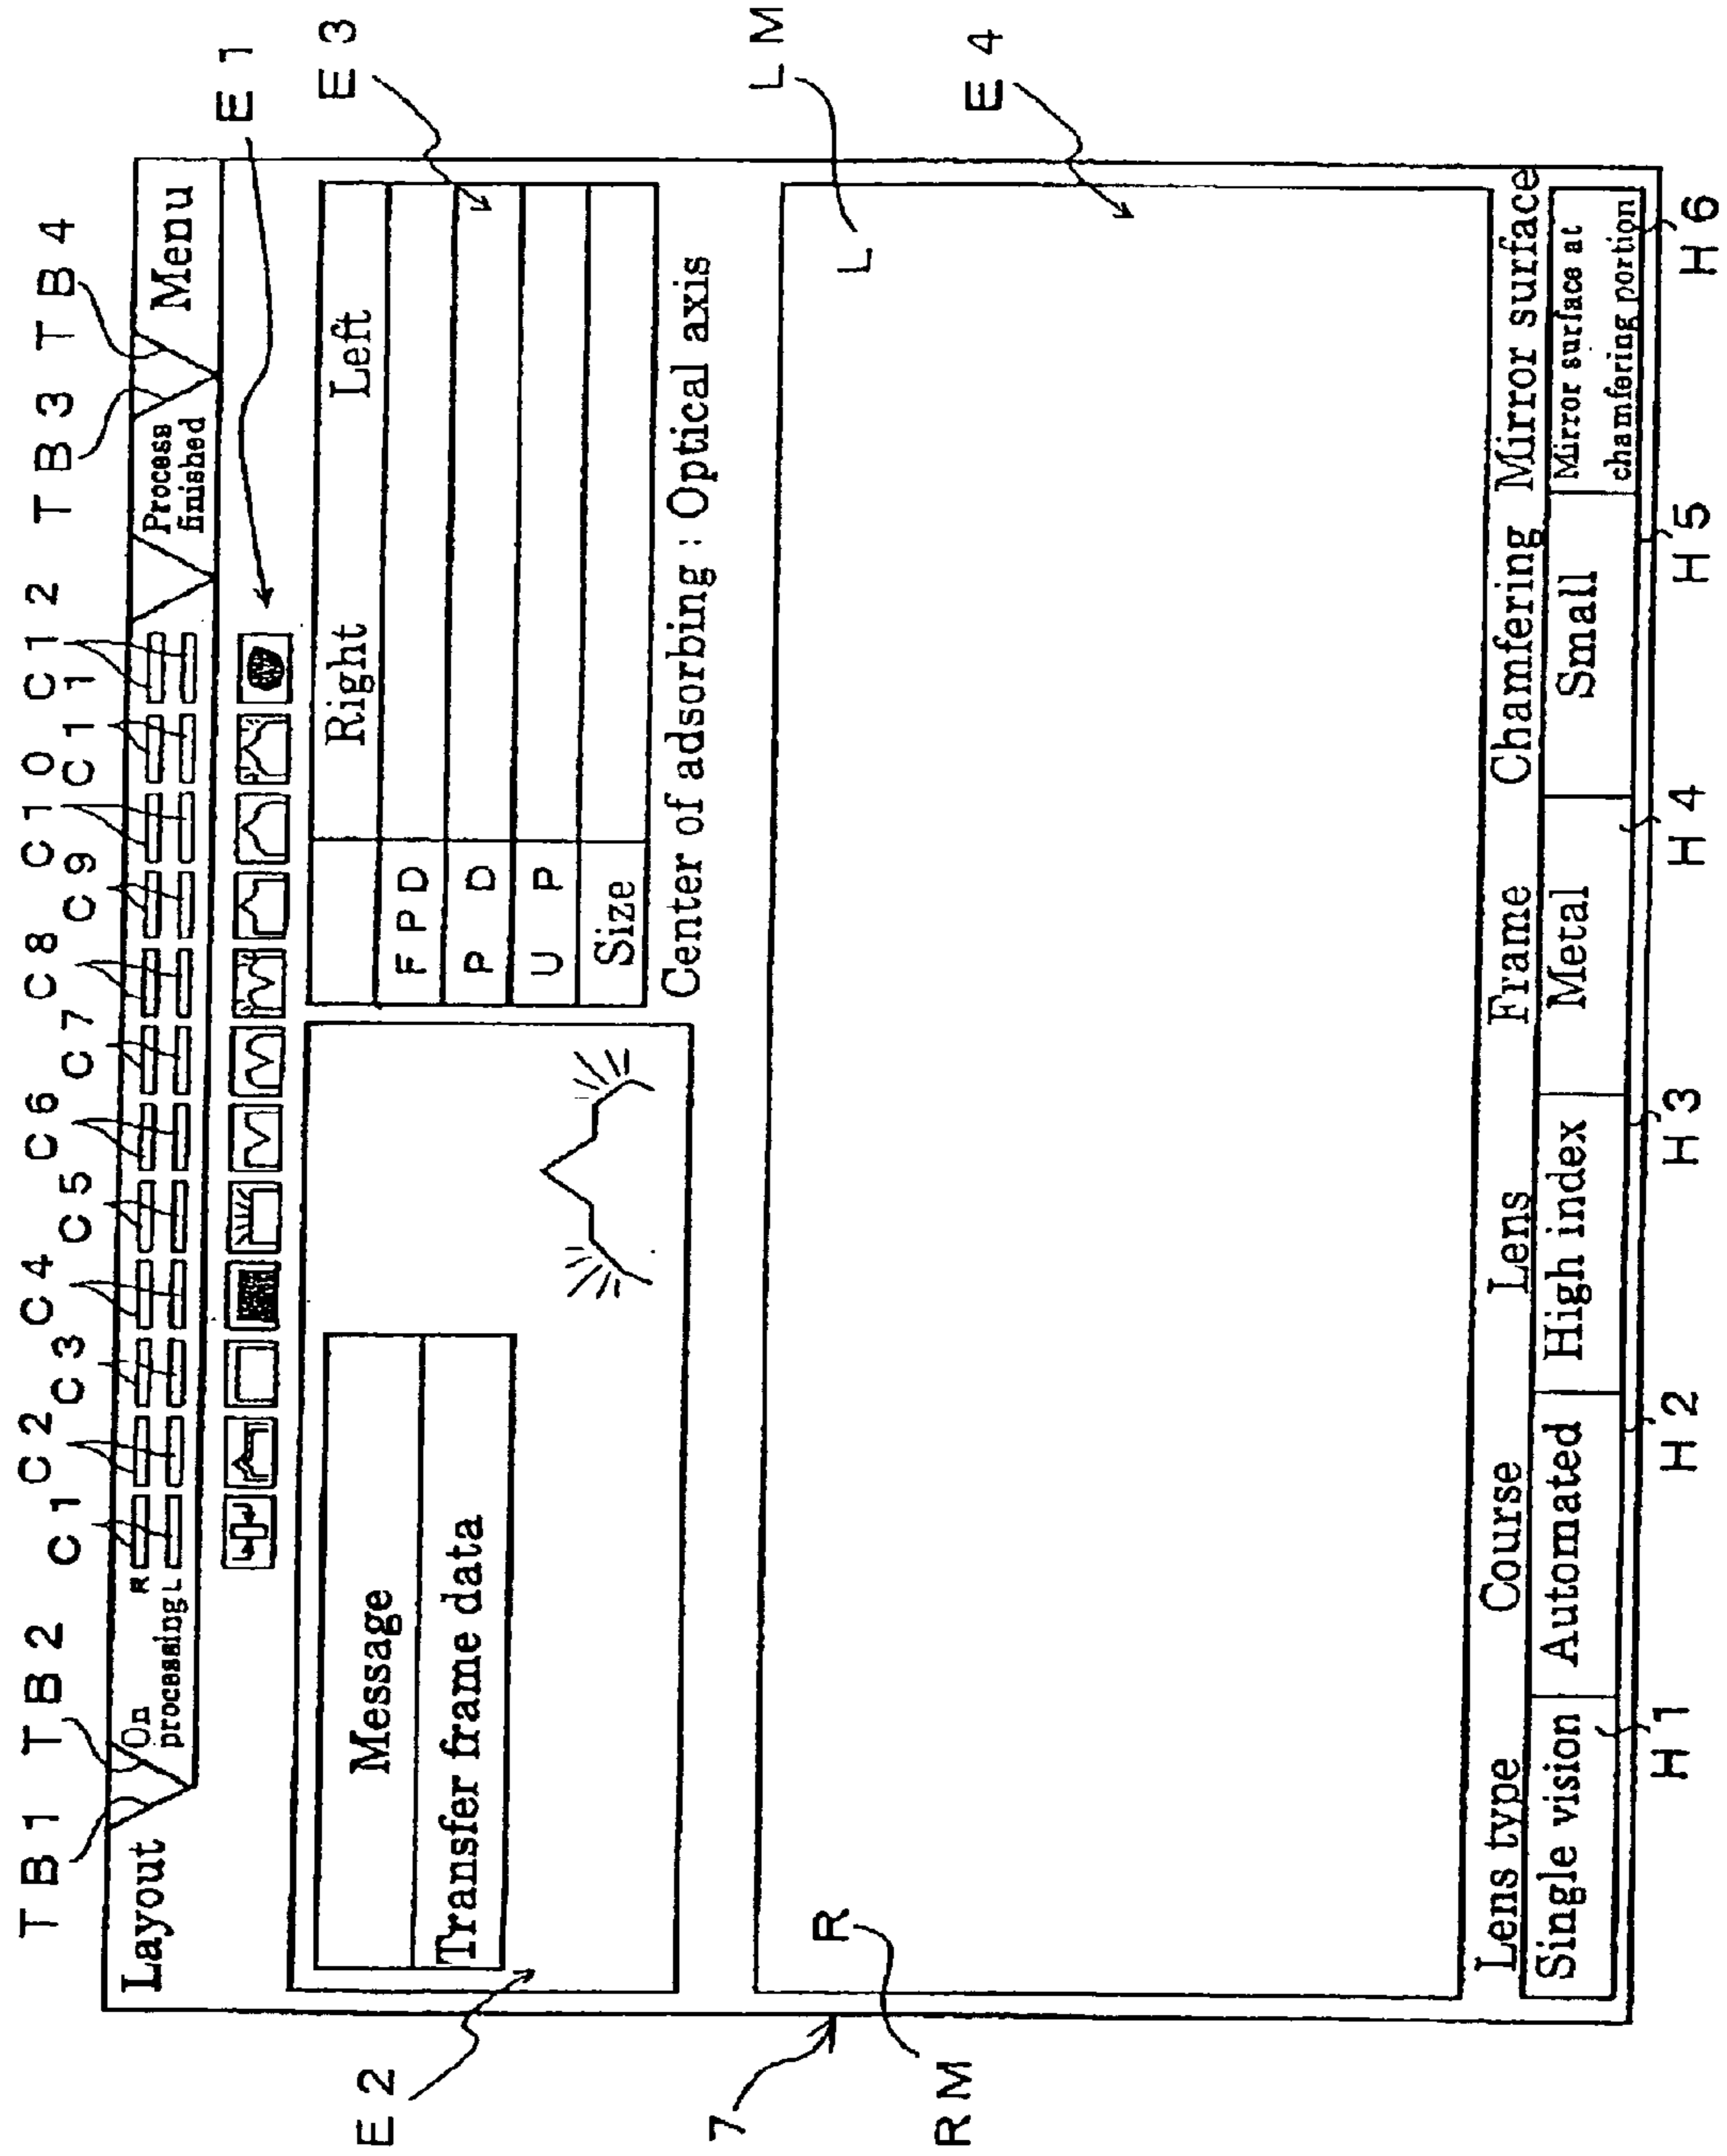 TB1 TB2 C1 C2 C3 C4 C5 C6 C7 C8 C9 C10 C11 C12 TB3 TB4
E1
E3
Layout
On
processing
R
L
Process
finished
Menu
Message
Transfer frame data
Right Left
FPD
PD
UP
Size
Center of adsorbing : Optical axis
E2
7
R
RM
L
LM
E4
Lens type Course Lens Frame Chamfering Mirror surface
Single vision Automated High index Metal Small Mirror surface at
chamfering portion
H1 H2 H3 H4 H5 H6